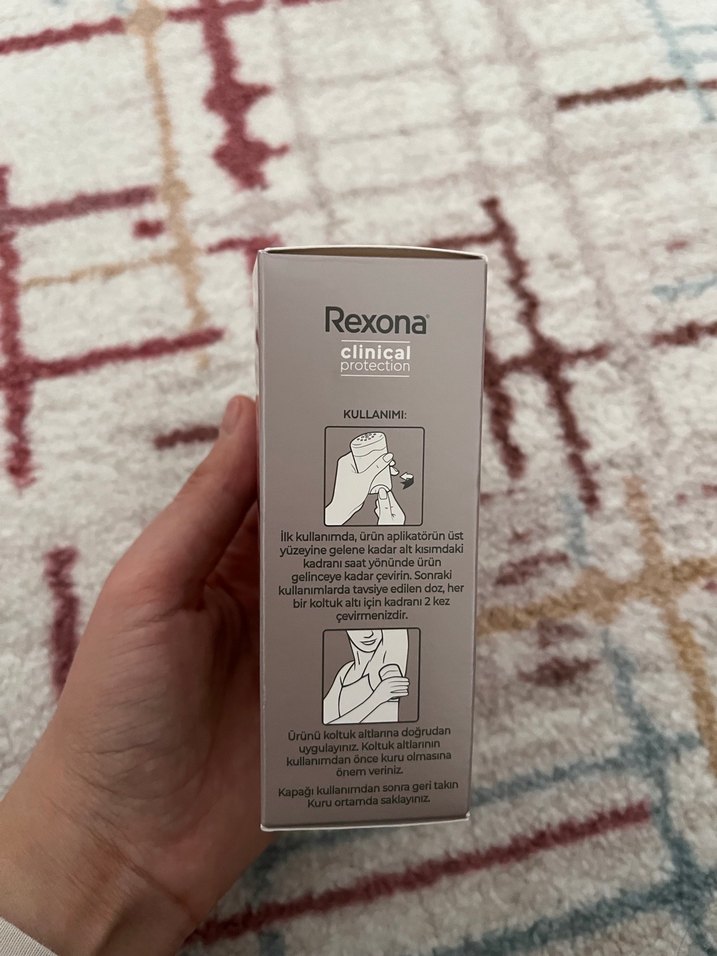 Rexona®
clinical
protection
KULLANIMI:
İlk kullanımda, ürün aplikatörün üst
yüzeyine gelene kadar alt kısımdaki
kadranı saat yönünde ürün
gelinceye kadar çevirin. Sonraki
kullanımlarda tavsiye edilen doz, her
bir koltuk altı için kadranı 2 kez
çevirmenizdir.
Ürünü koltuk altlarına doğrudan
uygulayınız. Koltuk altlarının
kullanımdan önce kuru olmasına
önem veriniz.
Kapağı kullanımdan sonra geri takın
Kuru ortamda saklayınız.